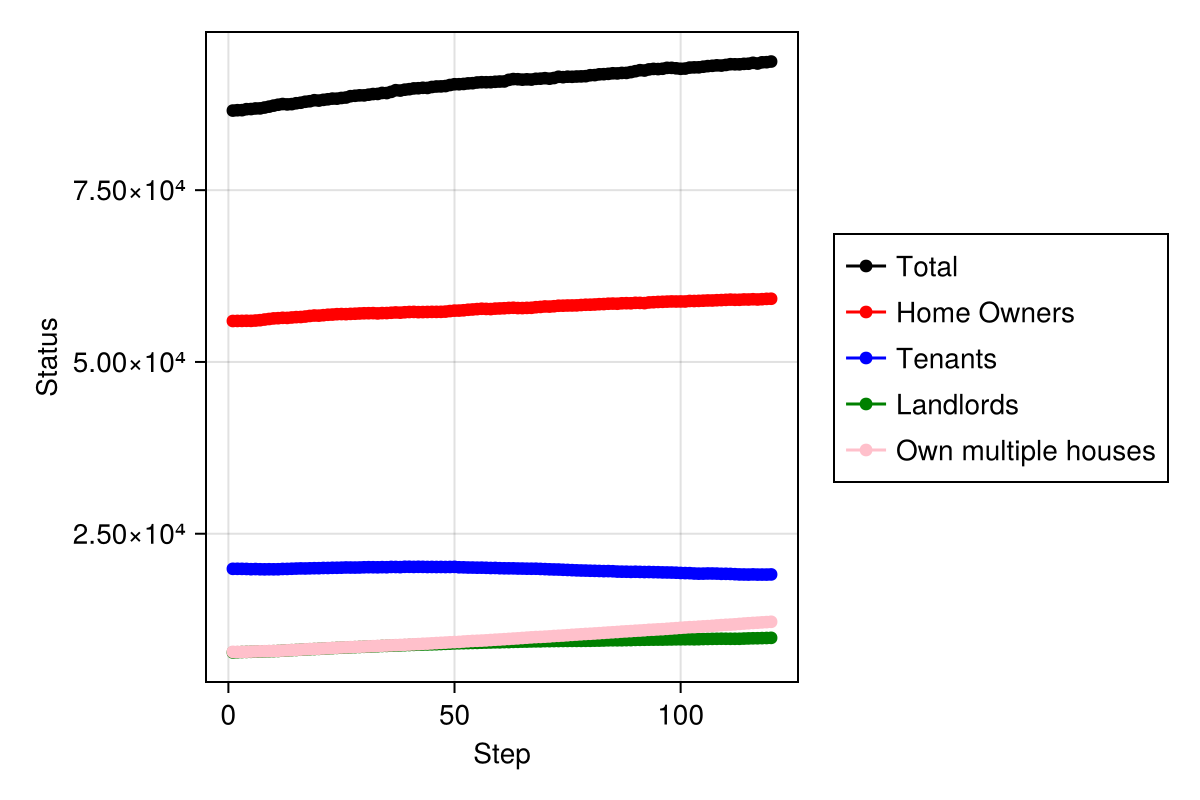 7.50×10⁴
5.00×10⁴
2.50×10⁴
Status
0 50 100
Step
Total
Home Owners
Tenants
Landlords
Own multiple houses